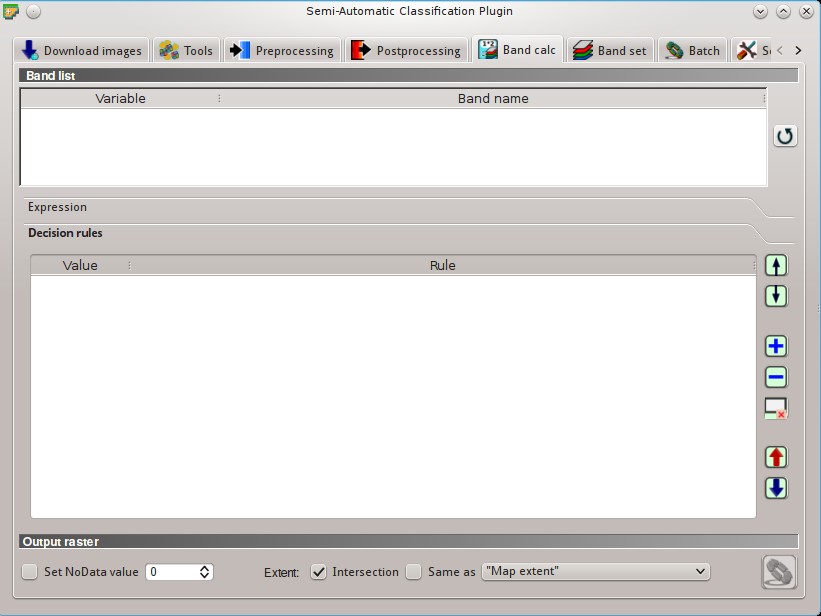 Semi-Automatic Classification Plugin
Download images Tools Preprocessing Postprocessing Band calc Band set Batch
Band list
Variable Band name
Expression
Decision rules
Value Rule
Output raster
Set NoData value 0 Extent: Intersection Same as "Map extent"